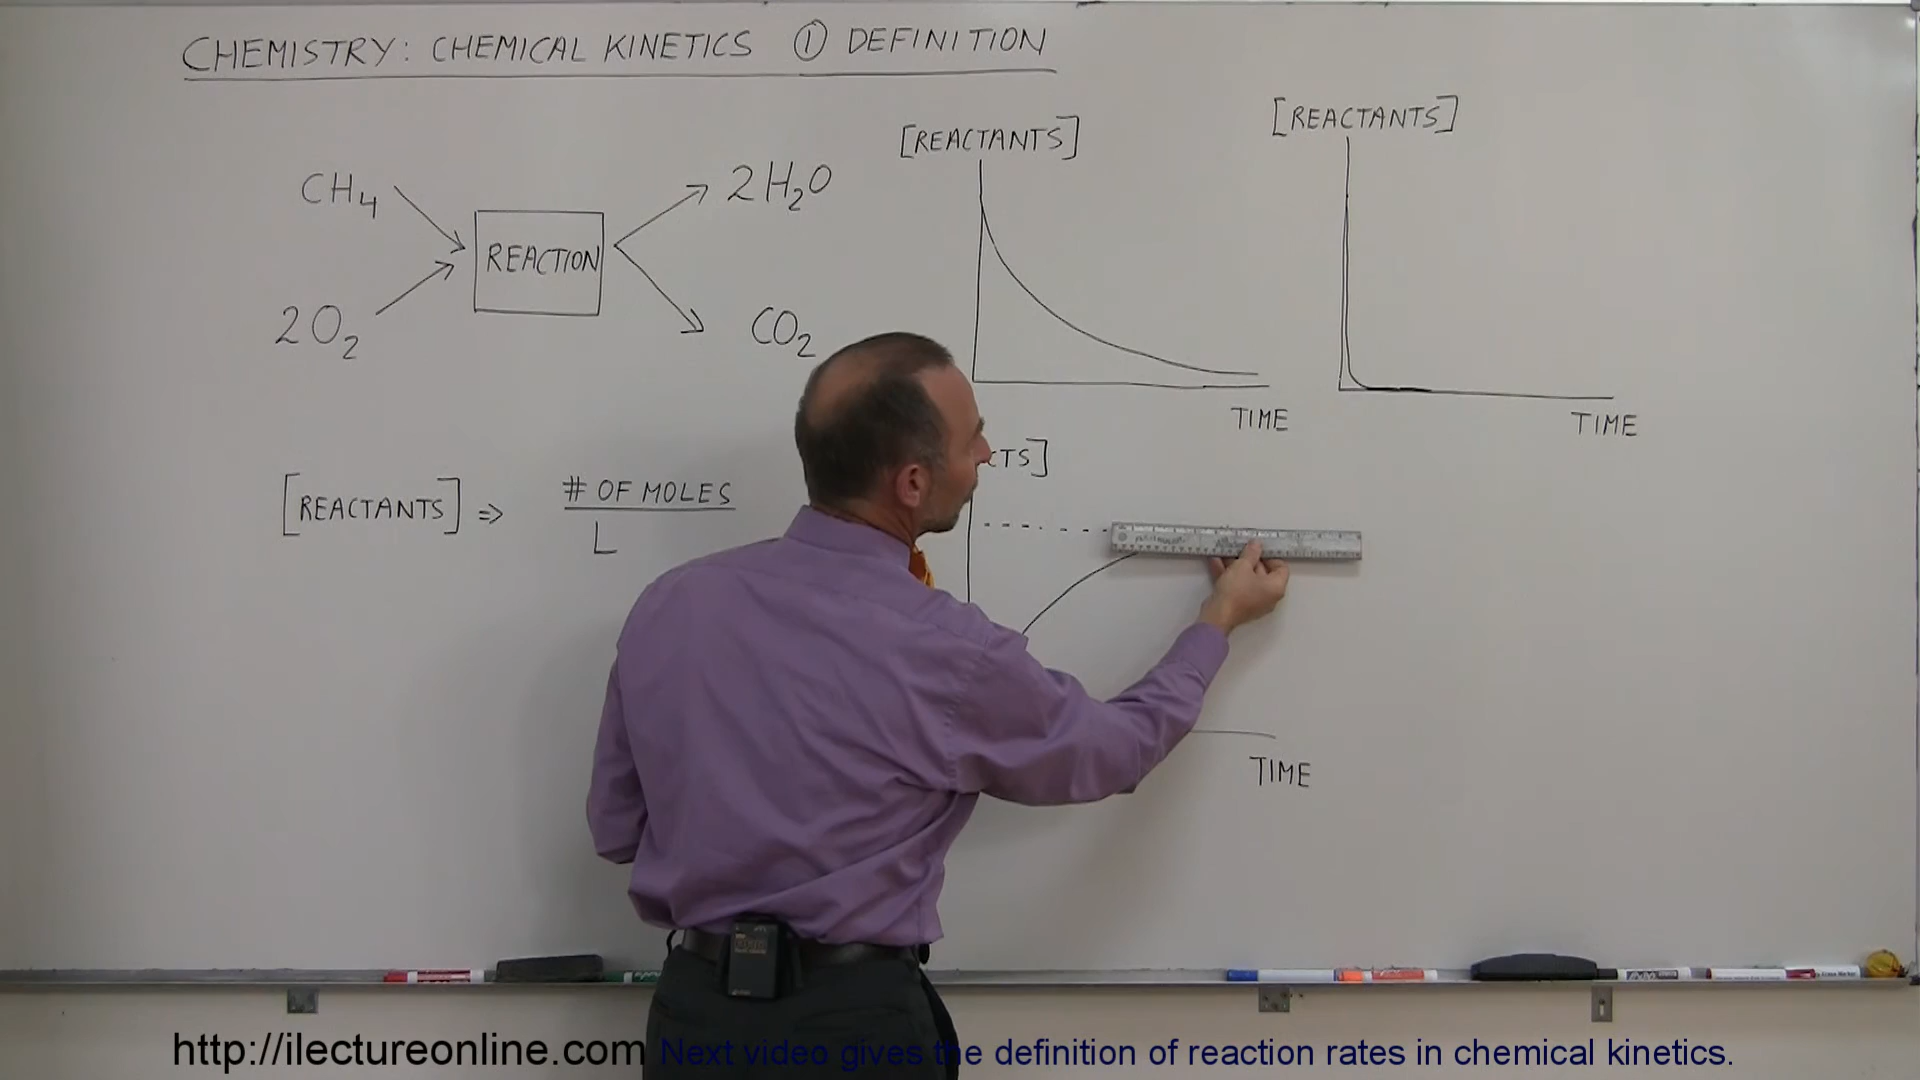 CHEMISTRY: CHEMICAL KINETICS ① DEFINITION
CH₄
2O₂
REACTION
2H₂O
CO₂
[REACTANTS] ⇒ # OF MOLES
L
[REACTANTS]
TIME
[REACTANTS]
TIME
CTS]
TIME
http://ilectureonline.com Next video gives the definition of reaction rates in chemical kinetics.